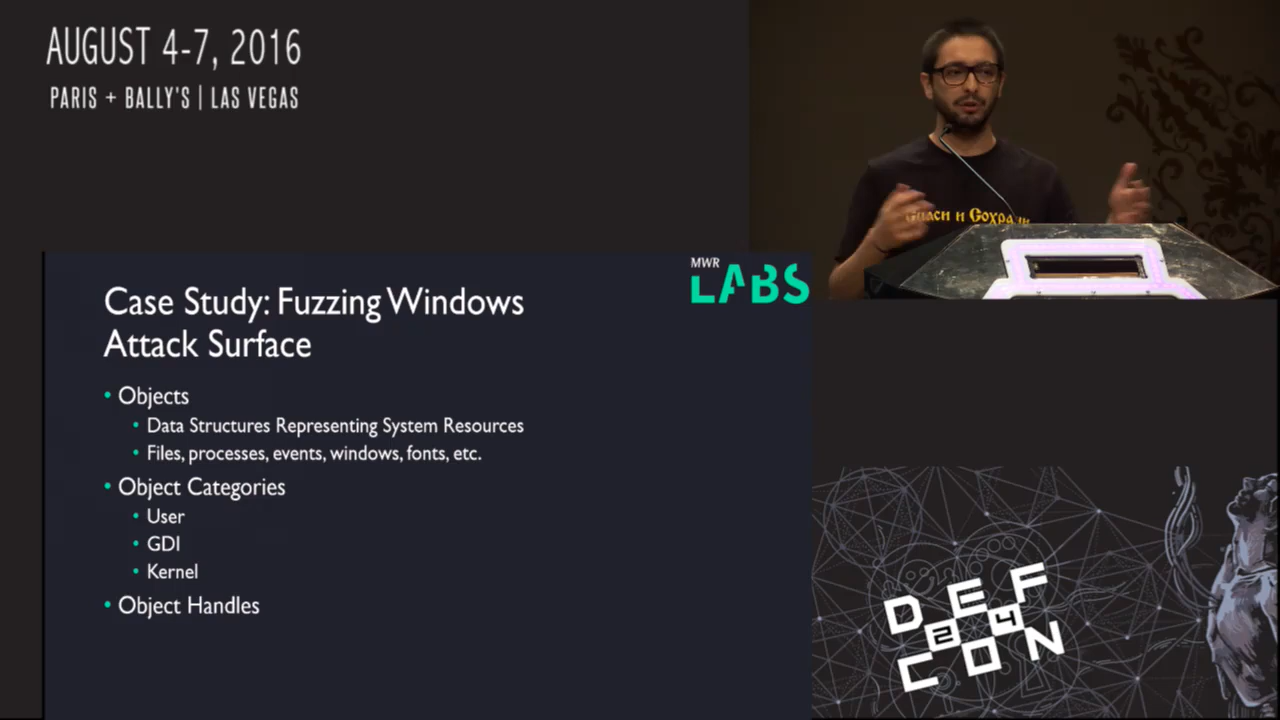 AUGUST 4-7, 2016
PARIS + BALLY'S | LAS VEGAS
Спаси и Сохрани
MWR
LABS
Case Study: Fuzzing Windows
Attack Surface
• Objects
• Data Structures Representing System Resources
• Files, processes, events, windows, fonts, etc.
• Object Categories
• User
• GDI
• Kernel
• Object Handles
DEF
24
CON